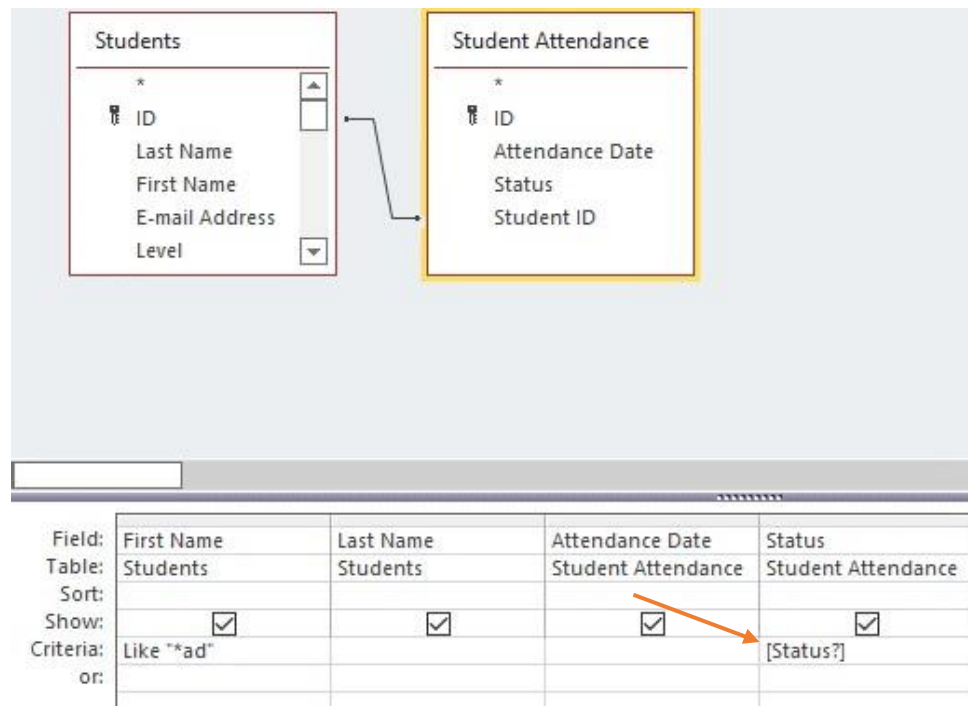 Students
*
ID
Last Name
First Name
E-mail Address
Level
Student Attendance
*
ID
Attendance Date
Status
Student ID
Field: First Name Last Name Attendance Date Status
Table: Students Students Student Attendance Student Attendance
Sort:
Show:
Criteria: Like "*ad" [Status?]
or: